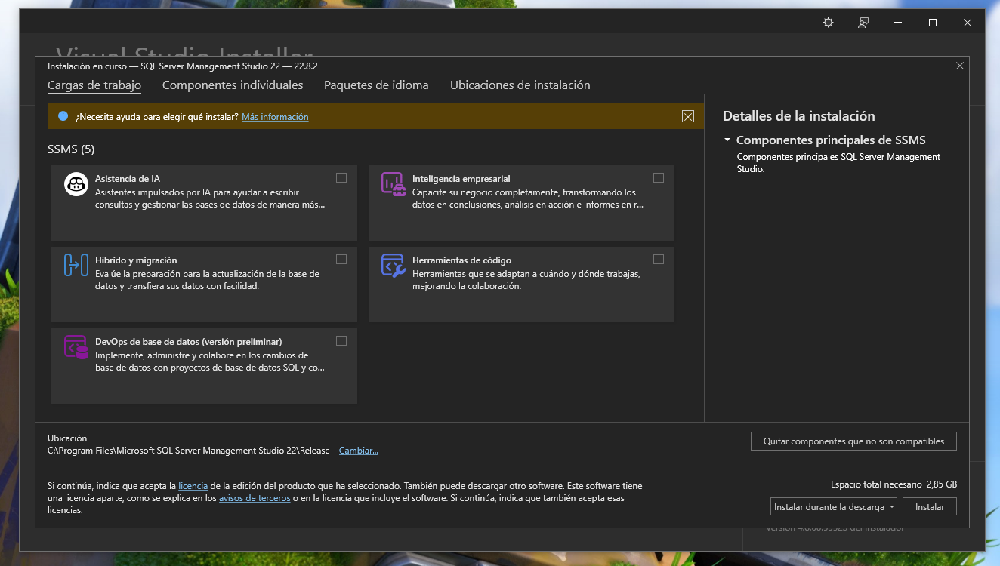 Visual Studio Installer
Instalación en curso — SQL Server Management Studio 22 — 22.8.2
Cargas de trabajo
Componentes individuales
Paquetes de idioma
Ubicaciones de instalación
¿Necesita ayuda para elegir qué instalar? Más información
SSMS (5)
Asistencia de IA
Asistentes impulsados por IA para ayudar a escribir
consultas y gestionar las bases de datos de manera más...
Inteligencia empresarial
Capacite su negocio completamente, transformando los
datos en conclusiones, análisis en acción e informes en r...
Híbrido y migración
Evalúe la preparación para la actualización de la base de
datos y transfiera sus datos con facilidad.
Herramientas de código
Herramientas que se adaptan a cuándo y dónde trabajas,
mejorando la colaboración.
DevOps de base de datos (versión preliminar)
Implemente, administre y colabore en los cambios de
base de datos con proyectos de base de datos SQL y co...
Detalles de la instalación
Componentes principales de SSMS
Componentes principales SQL Server Management
Studio.
Ubicación
C:\Program Files\Microsoft SQL Server Management Studio 22\Release Cambiar...
Quitar componentes que no son compatibles
Si continúa, indica que acepta la licencia de la edición del producto que ha seleccionado. También puede descargar otro software. Este software tiene
una licencia aparte, como se explica en los avisos de terceros o en la licencia que incluye el software. Si continúa, indica que también acepta esas
licencias.
Espacio total necesario 2,85 GB
Instalar durante la descarga
Instalar
del instalador